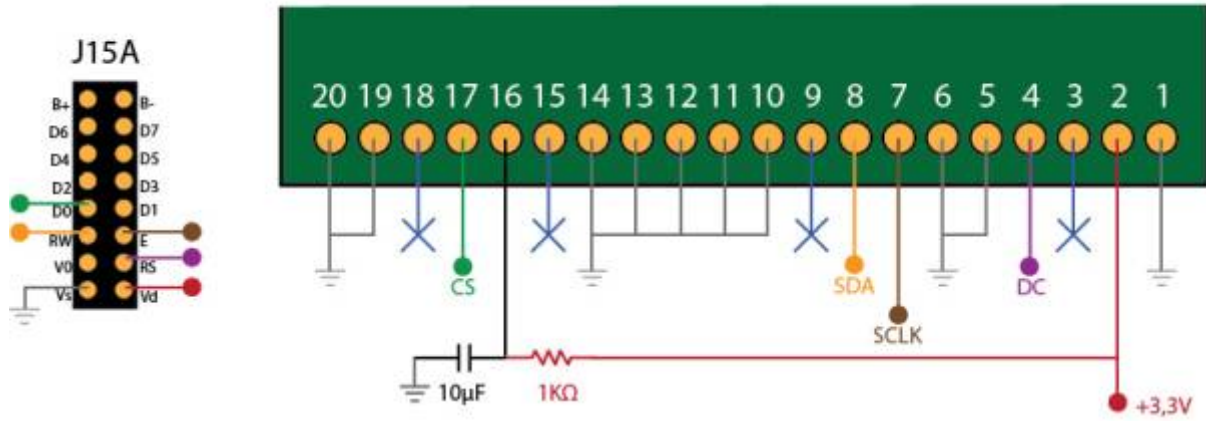 J15A
B+ B-
D6 D7
D4 D5
D2 D3
D0 D1
RW E
V0 RS
Vs Vd
20 19 18 17 16 15 14 13 12 11 10 9 8 7 6 5 4 3 2 1
CS SDA DC
SCLK
10µF 1KΩ +3,3V